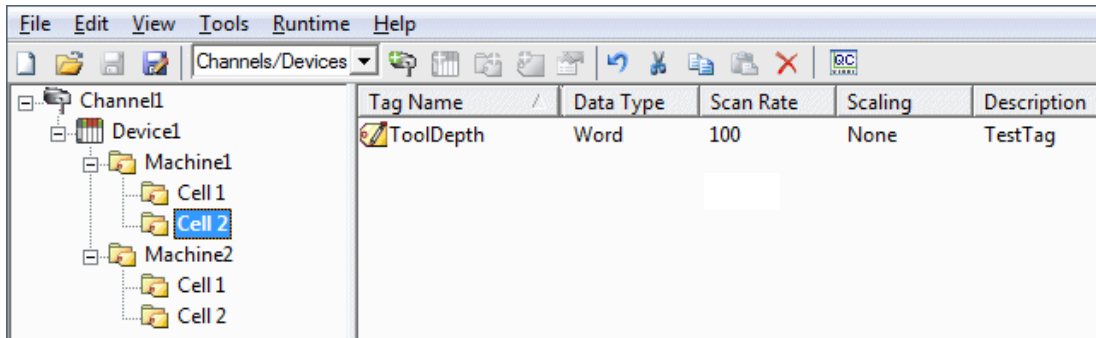 File Edit View Tools Runtime Help
Channels/Devices QC
Channel1
Device1
Machine1
Cell 1
Cell 2
Machine2
Cell 1
Cell 2
Tag Name Data Type Scan Rate Scaling Description
ToolDepth Word 100 None TestTag